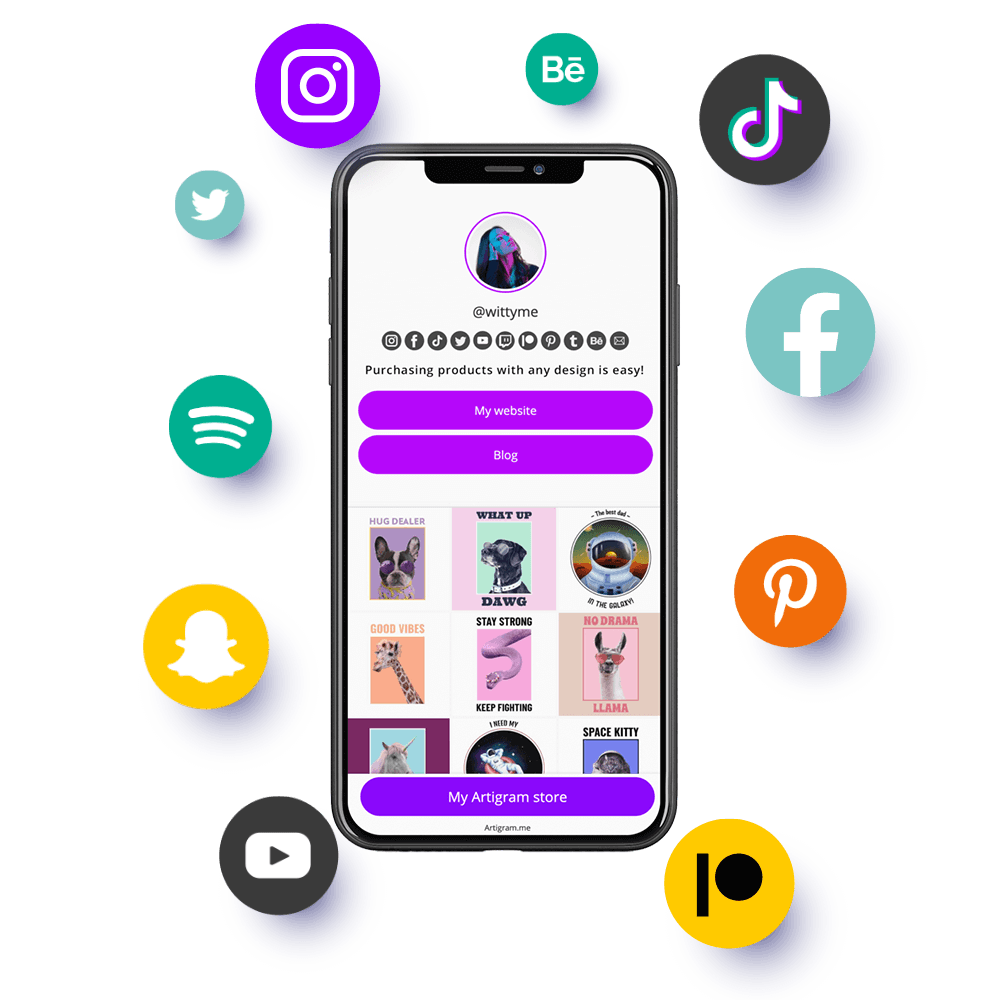 Bē
@wittyme
Bē
Purchasing products with any design is easy!
My website
Blog
HUG DEALER
WHAT UP
DAWG
~ The best dad ~
IN THE GALAXY!
GOOD VIBES
STAY STRONG
KEEP FIGHTING
NO DRAMA
LLAMA
I NEED MY
SPACE KITTY
My Artigram store
Artigram.me